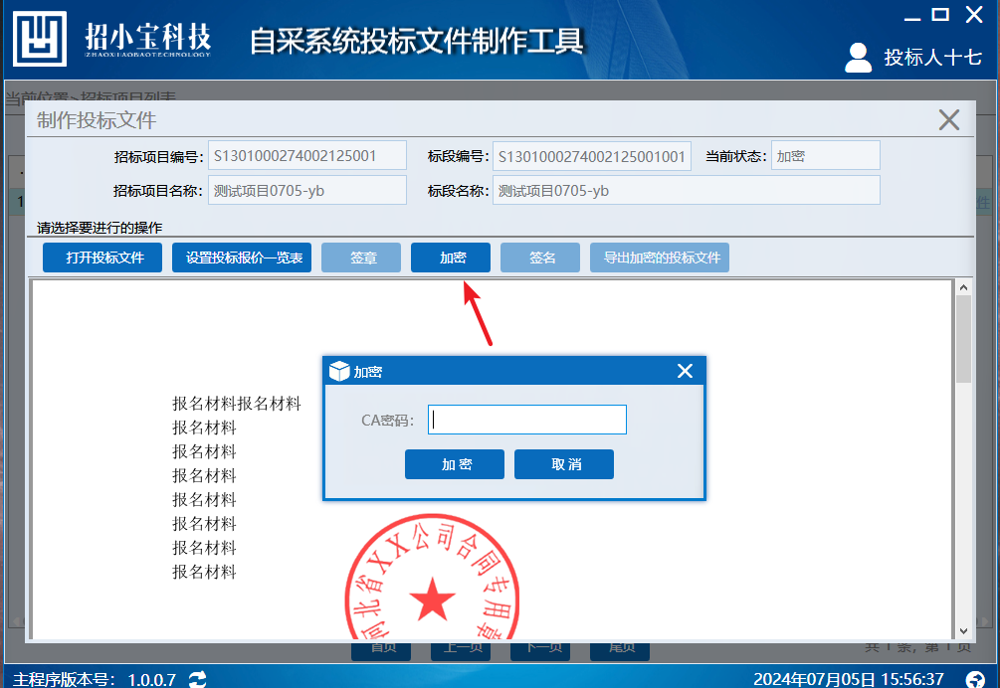 招小宝科技
ZHAOXIAOBAOTECHNOLOGY
自采系统投标文件制作工具
投标人十七
当前位置>招标项目列表
制作投标文件
招标项目编号： S1301000274002125001 标段编号： S1301000274002125001001 当前状态： 加密
招标项目名称： 测试项目0705-yb 标段名称： 测试项目0705-yb
1
请选择要进行的操作
打开投标文件 设置投标报价一览表 签章 加密 签名 导出加密的投标文件
加密
CA密码：
加 密 取 消
报名材料报名材料
报名材料
报名材料
报名材料
报名材料
报名材料
报名材料
报名材料
河北省XX公司合同专用章
首页 上一页 下一页 尾页 共 1 条，第 1 页
主程序版本号： 1.0.0.7 2024年07月05日 15:56:37